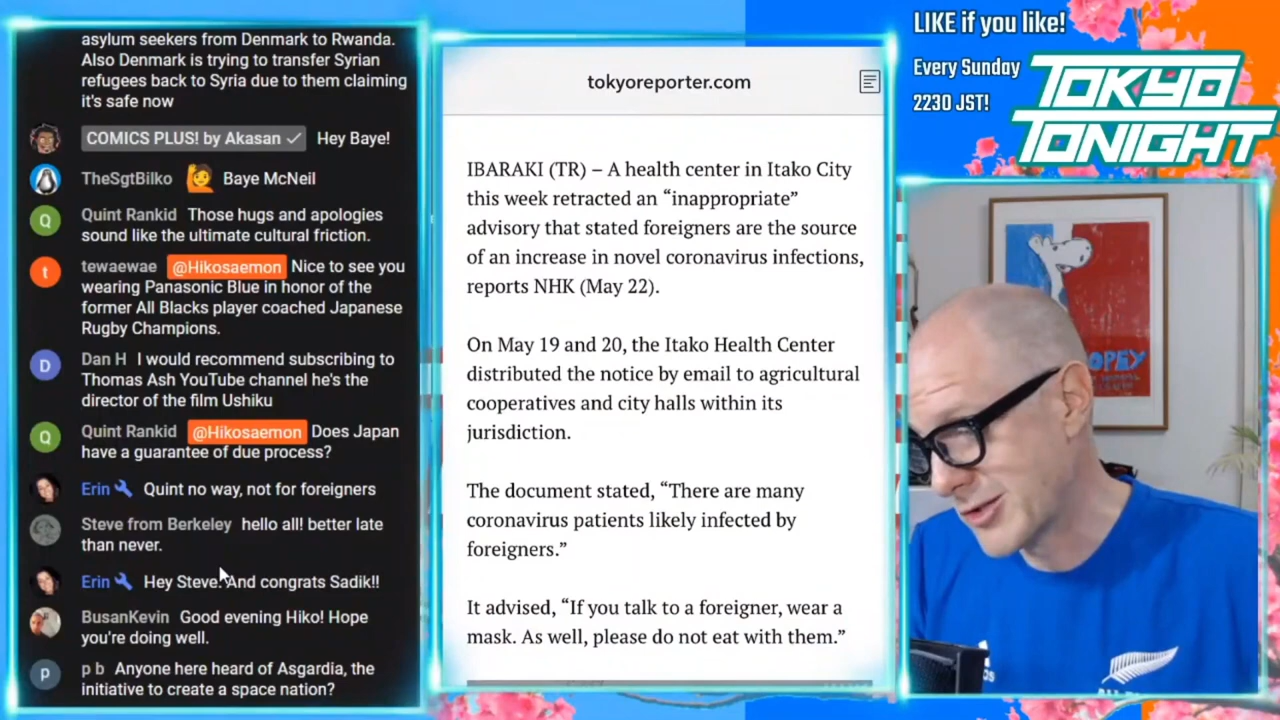 asylum seekers from Denmark to Rwanda.
Also Denmark is trying to transfer Syrian
refugees back to Syria due to them claiming
it's safe now
COMICS PLUS! by Akasan Hey Baye!
TheSgtBilko Baye McNeil
Quint Rankid Those hugs and apologies
sound like the ultimate cultural friction.
tewaewae @Hikosaemon Nice to see you
wearing Panasonic Blue in honor of the
former All Blacks player coached Japanese
Rugby Champions.
Dan H I would recommend subscribing to
Thomas Ash YouTube channel he's the
director of the film Ushiku
Quint Rankid @Hikosaemon Does Japan
have a guarantee of due process?
Erin Quint no way, not for foreigners
Steve from Berkeley hello all! better late
than never.
Erin Hey Steve. And congrats Sadik!!
BusanKevin Good evening Hiko! Hope
you're doing well.
p b Anyone here heard of Asgardia, the
initiative to create a space nation?
Q
t
D
Q
p
tokyoreporter.com
IBARAKI (TR) – A health center in Itako City
this week retracted an “inappropriate”
advisory that stated foreigners are the source
of an increase in novel coronavirus infections,
reports NHK (May 22).
On May 19 and 20, the Itako Health Center
distributed the notice by email to agricultural
cooperatives and city halls within its
jurisdiction.
The document stated, “There are many
coronavirus patients likely infected by
foreigners.”
It advised, “If you talk to a foreigner, wear a
mask. As well, please do not eat with them.”
LIKE if you like!
Every Sunday
2230 JST!
TOKYO
TONIGHT